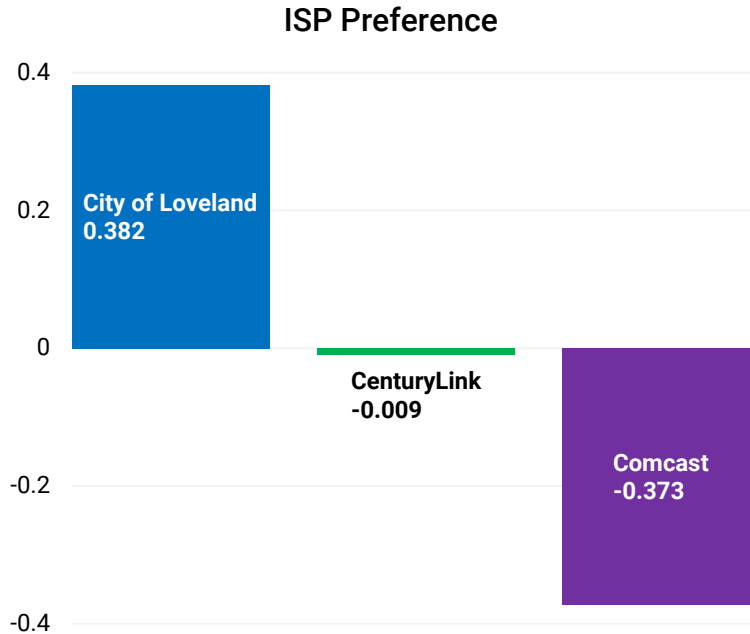 ISP Preference
0.4
City of Loveland
0.382
0.2
0
CenturyLink
-0.009
Comcast
-0.373
-0.2
-0.4